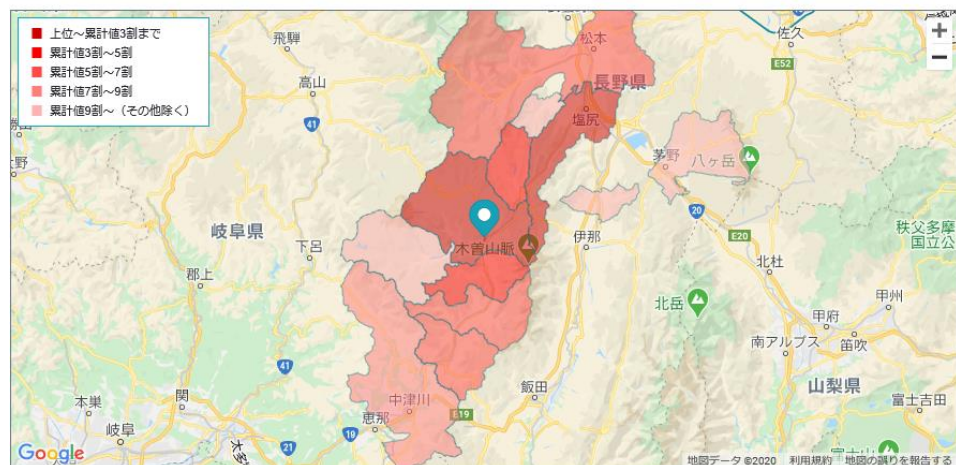 上位～累計値3割まで
累計値3割～5割
累計値5割～7割
累計値7割～9割
累計値9割～（その他除く）
飛騨
松本
佐久
E52
長野県
高山
塩尻
41
茅野
八ヶ岳
20
岐阜県
E20
秩父多摩
国立公
下呂
木曽山脈
伊那
郡上
北杜
北岳
甲州
甲府
南アルプス
笛吹
41
関
飯田
山梨県
本巣
中津川
恵那
E19
富士吉田
19
21
岐阜
太多
富士山
Google
地図データ ©2020
利用規約
地図の誤りを報告する